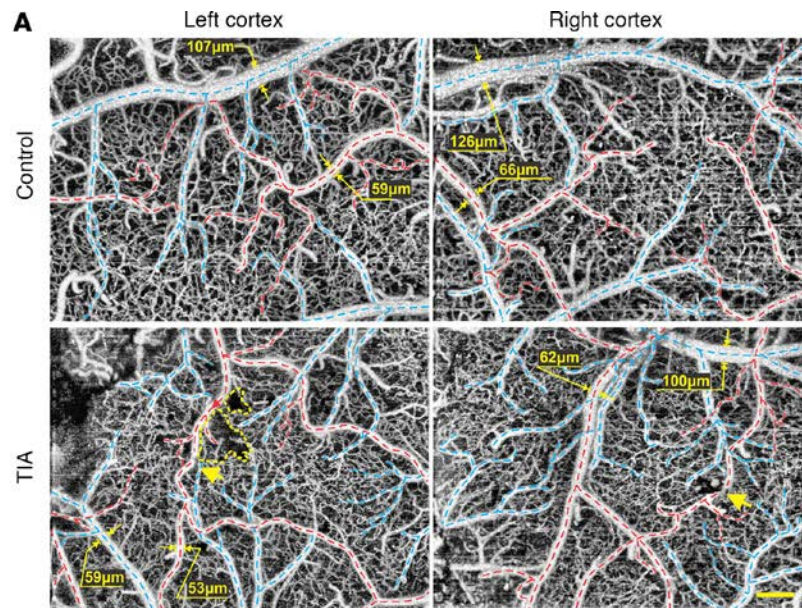 A
Left cortex
Right cortex
Control
107µm
59µm
126µm
66µm
TIA
59µm
53µm
62µm
100µm